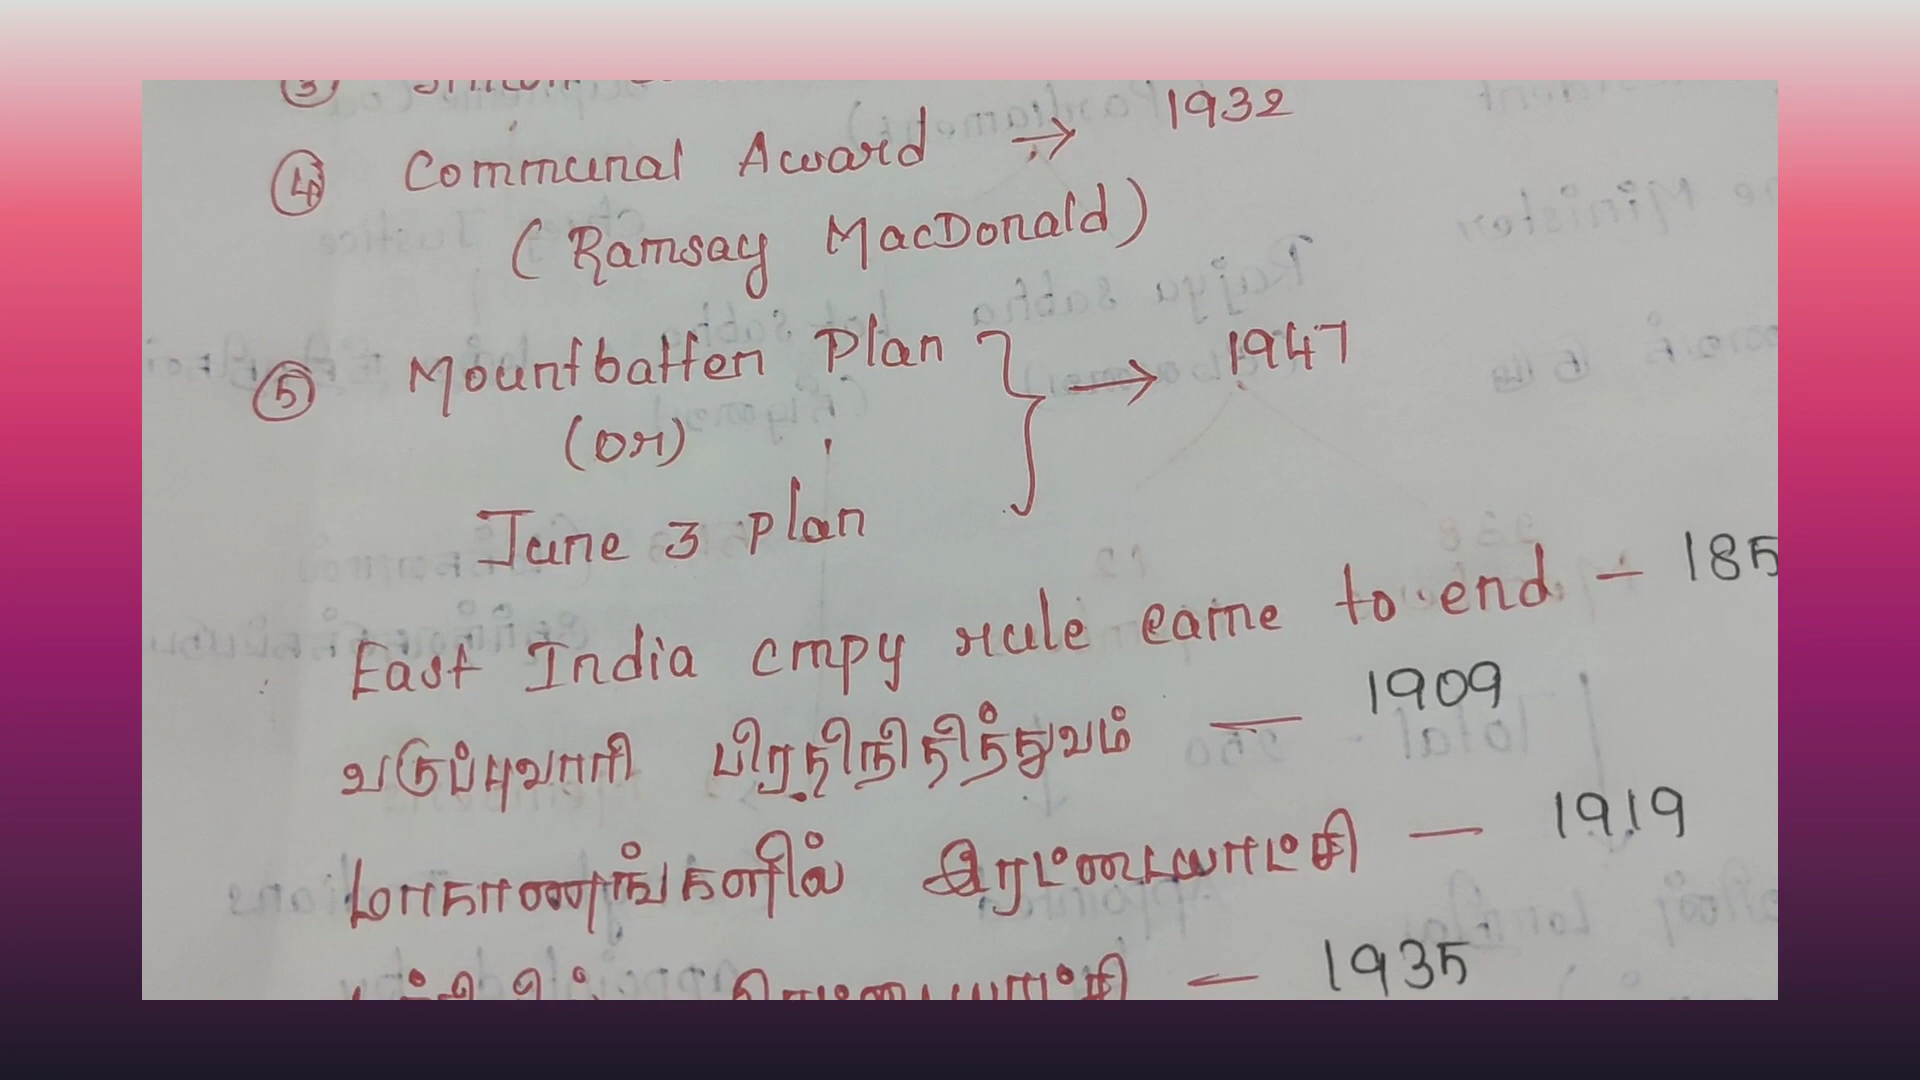 ④ Communal Award → 1932
(Ramsay MacDonald)
⑤ Mountbatten Plan } → 1947
(or)
June 3 plan
East India cmpy rule came to end – 185
வகுப்புவாரி பிரதிநிதித்துவம் — 1909
மாகாணங்களில் இரட்டையாட்சி — 1919
இரட்டையாட்சி — 1935